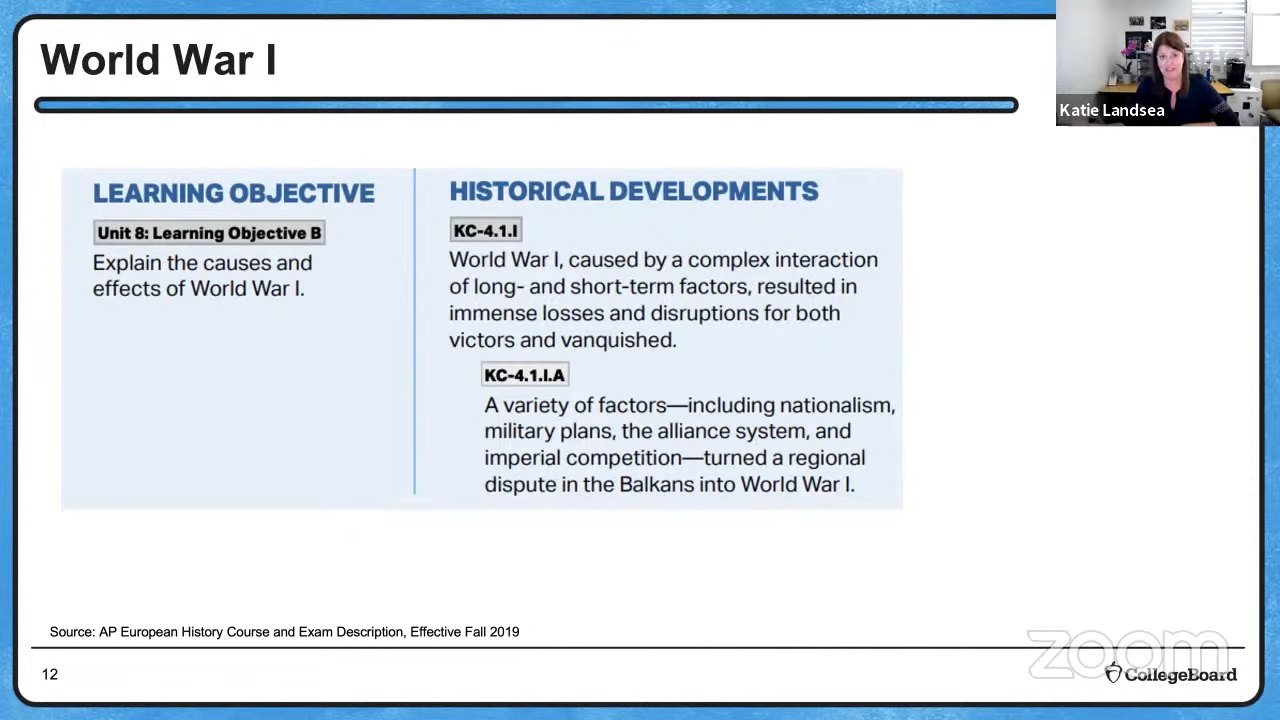 World War I
Katie Landsea
LEARNING OBJECTIVE
Unit 8: Learning Objective B
Explain the causes and
effects of World War I.
HISTORICAL DEVELOPMENTS
KC-4.1.I
World War I, caused by a complex interaction
of long- and short-term factors, resulted in
immense losses and disruptions for both
victors and vanquished.
KC-4.1.I.A
A variety of factors—including nationalism,
military plans, the alliance system, and
imperial competition—turned a regional
dispute in the Balkans into World War I.
Source: AP European History Course and Exam Description, Effective Fall 2019
12
zoom
CollegeBoard